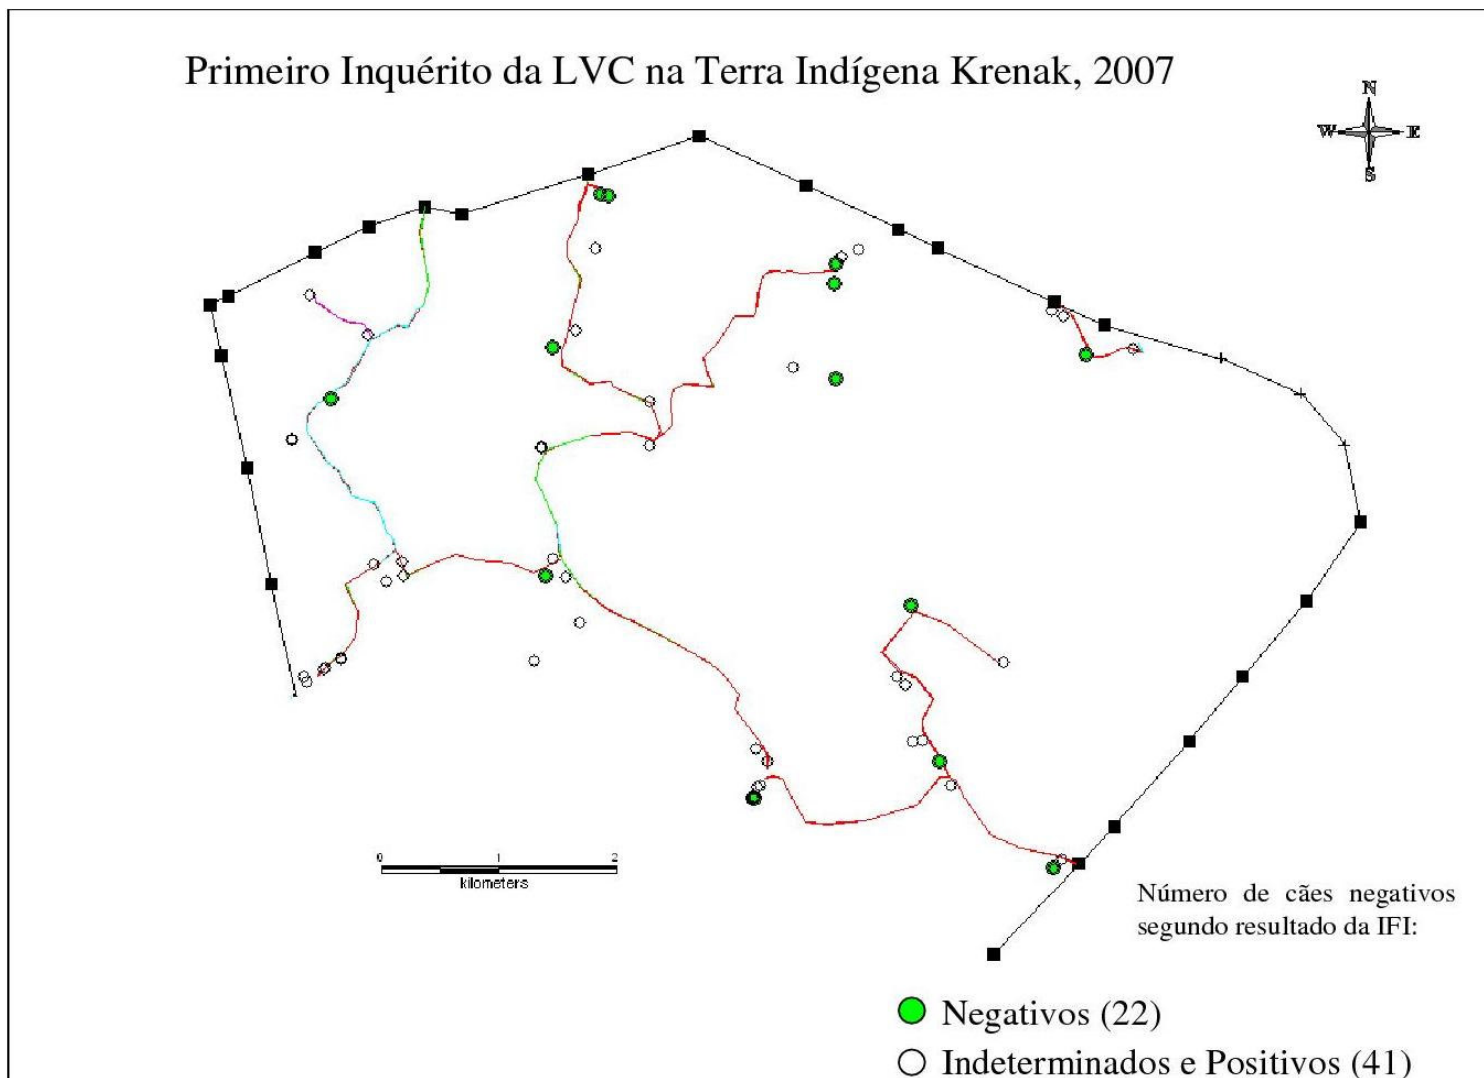 Primeiro Inquérito da LVC na Terra Indígena Krenak, 2007
N
W E
S
0 1 2
kilometers
Número de cães negativos
segundo resultado da IFI:
Negativos (22)
Indeterminados e Positivos (41)